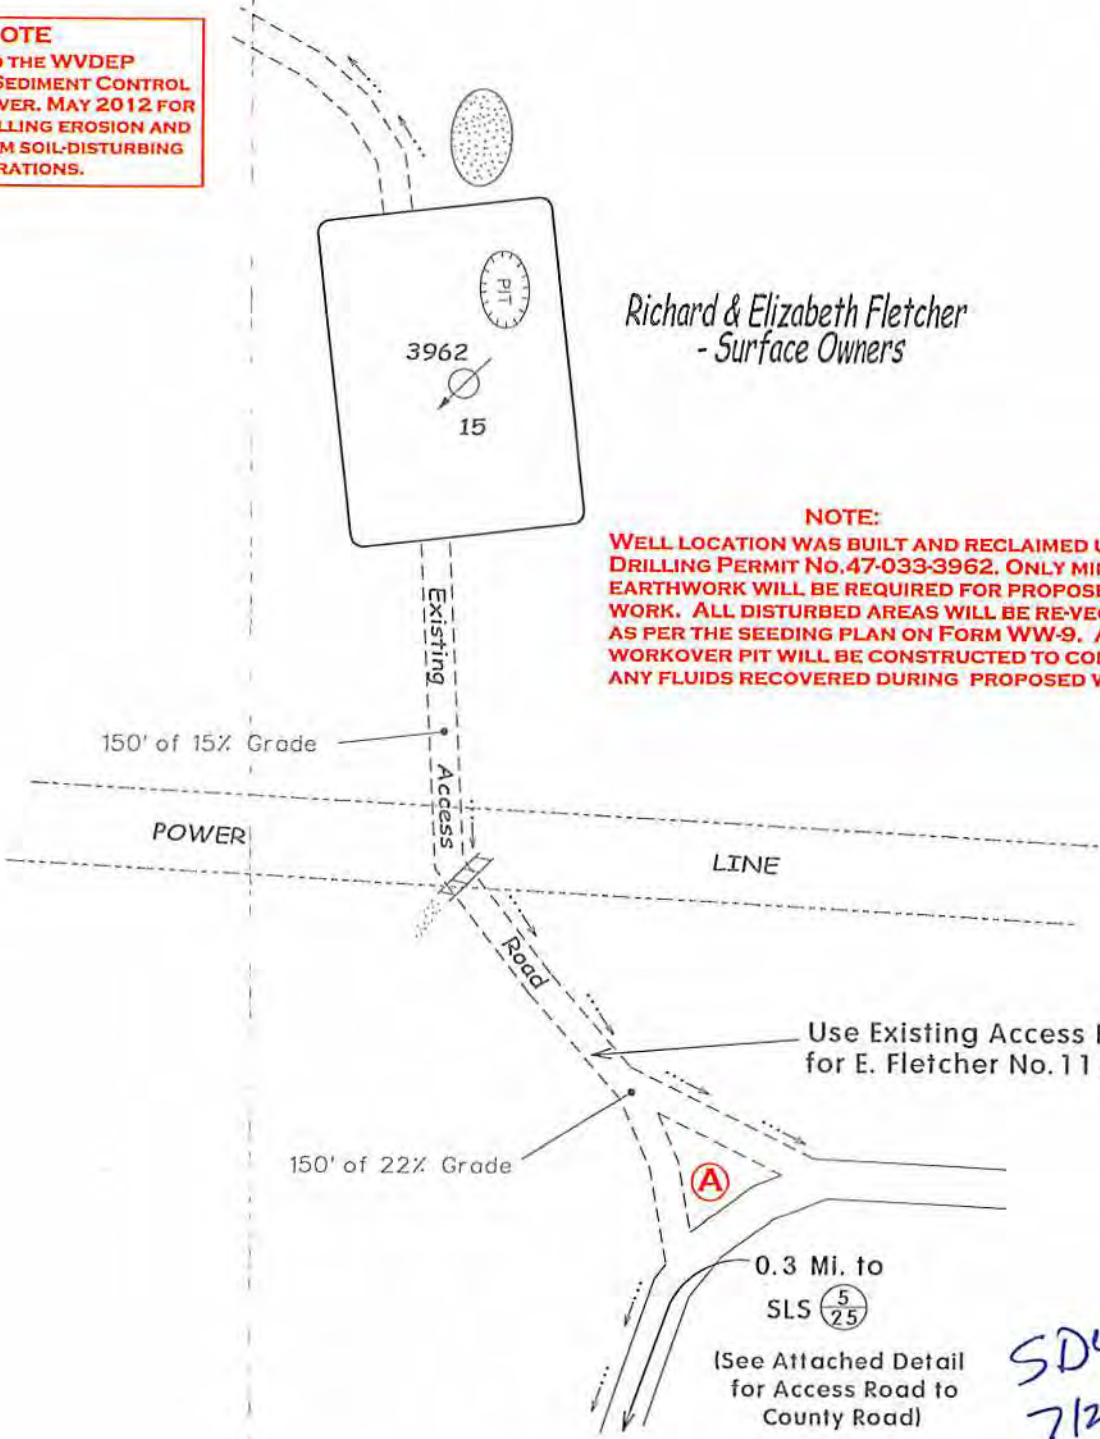 OTE
THE WVDEP
SEDIMENT CONTROL
VER. MAY 2012 FOR
LLING EROSION AND
M SOIL-DISTURBING
RATIONS.
PIT
Richard & Elizabeth Fletcher
- Surface Owners
3962
15
NOTE:
WELL LOCATION WAS BUILT AND RECLAIMED U
DRILLING PERMIT NO.47-033-3962. ONLY MI
EARTHWORK WILL BE REQUIRED FOR PROPOSE
WORK. ALL DISTURBED AREAS WILL BE RE-VE
AS PER THE SEEDING PLAN ON FORM WW-9. A
WORKOVER PIT WILL BE CONSTRUCTED TO CO
ANY FLUIDS RECOVERED DURING PROPOSED W
Existing
150' of 15% Grade
Access
POWER
LINE
Road
Use Existing Access
for E. Fletcher No.11
150' of 22% Grade
A
0.3 Mi. to
SLS 5/25
(See Attached Detail
for Access Road to
County Road)